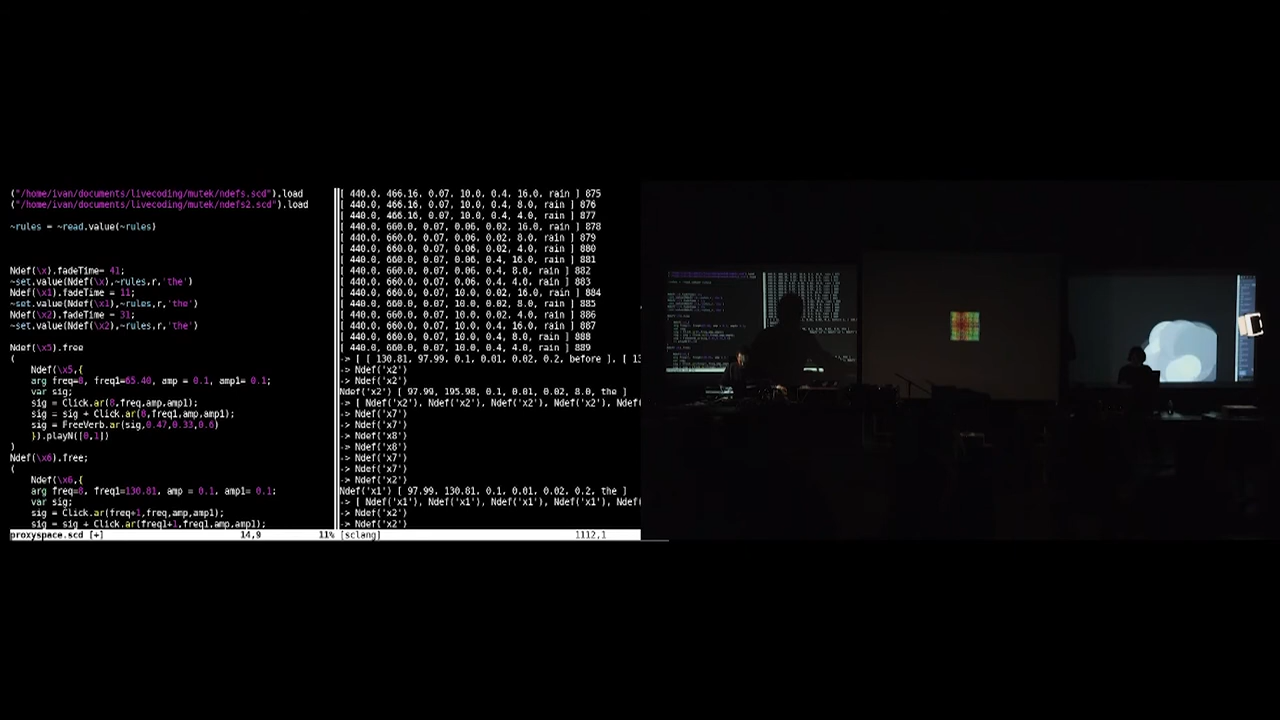 ("/home/ivan/documents/livecoding/mutek/ndefs.scd").load
("/home/ivan/documents/livecoding/mutek/ndefs2.scd").load
~rules = ~read.value(~rules)
Ndef(\x).fadeTime= 41;
~set.value(Ndef(\x),~rules,r,'the')
Ndef(\x1).fadeTime = 11;
~set.value(Ndef(\x1),~rules,r,'the')
Ndef(\x2).fadeTime = 31;
~set.value(Ndef(\x2),~rules,r,'the')
Ndef(\x5).free
(
Ndef(\x5,{
arg freq=8, freq1=65.40, amp = 0.1, amp1= 0.1;
var sig;
sig = Click.ar(8,freq,amp,amp1);
sig = sig + Click.ar(8,freq1,amp,amp1);
sig = FreeVerb.ar(sig,0.47,0.33,0.6)
}).playN([0,1])
)
Ndef(\x6).free;
(
Ndef(\x6,{
arg freq=8, freq1=130.81, amp = 0.1, amp1= 0.1;
var sig;
sig = Click.ar(freq+1,freq,amp,amp1);
sig = sig + Click.ar(freq1+1,freq1,amp,amp1);
proxyspace.scd [+] 14,9 11%
[ 440.0, 466.16, 0.07, 10.0, 0.4, 16.0, rain ] 875
[ 440.0, 466.16, 0.07, 10.0, 0.4, 8.0, rain ] 876
[ 440.0, 466.16, 0.07, 10.0, 0.4, 4.0, rain ] 877
[ 440.0, 660.0, 0.07, 0.06, 0.02, 16.0, rain ] 878
[ 440.0, 660.0, 0.07, 0.06, 0.02, 8.0, rain ] 879
[ 440.0, 660.0, 0.07, 0.06, 0.02, 4.0, rain ] 880
[ 440.0, 660.0, 0.07, 0.06, 0.4, 16.0, rain ] 881
[ 440.0, 660.0, 0.07, 0.06, 0.4, 8.0, rain ] 882
[ 440.0, 660.0, 0.07, 0.06, 0.4, 4.0, rain ] 883
[ 440.0, 660.0, 0.07, 10.0, 0.02, 16.0, rain ] 884
[ 440.0, 660.0, 0.07, 10.0, 0.02, 8.0, rain ] 885
[ 440.0, 660.0, 0.07, 10.0, 0.02, 4.0, rain ] 886
[ 440.0, 660.0, 0.07, 10.0, 0.4, 16.0, rain ] 887
[ 440.0, 660.0, 0.07, 10.0, 0.4, 8.0, rain ] 888
[ 440.0, 660.0, 0.07, 10.0, 0.4, 4.0, rain ] 889
-> [ [ 130.81, 97.99, 0.1, 0.01, 0.02, 0.2, before ], [ 13
-> Ndef('x2')
-> Ndef('x2')
Ndef('x2') [ 97.99, 195.98, 0.1, 0.01, 0.02, 8.0, the ]
-> [ Ndef('x2'), Ndef('x2'), Ndef('x2'), Ndef('x2'), Ndef(
-> Ndef('x7')
-> Ndef('x8')
-> Ndef('x8')
-> Ndef('x7')
-> Ndef('x7')
-> Ndef('x2')
Ndef('x1') [ 97.99, 130.81, 0.1, 0.01, 0.02, 0.2, the ]
-> [ Ndef('x1'), Ndef('x1'), Ndef('x1'), Ndef('x1'), Ndef(
-> Ndef('x2')
-> Ndef('x2')
[sclang] 1112,1